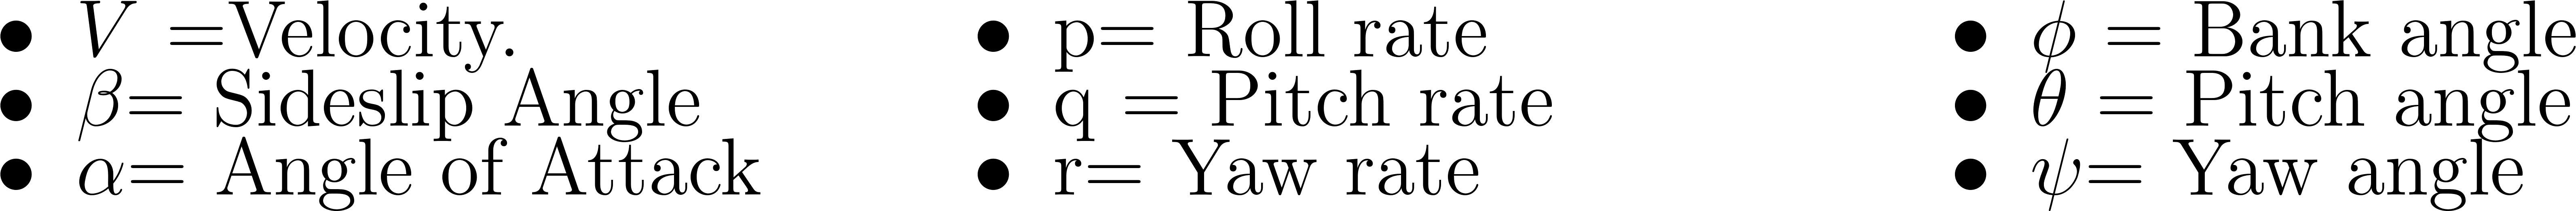 • V =Velocity. • p= Roll rate • ϕ = Bank angle
• β= Sideslip Angle • q = Pitch rate • θ = Pitch angle
• α= Angle of Attack • r= Yaw rate • ψ= Yaw angle